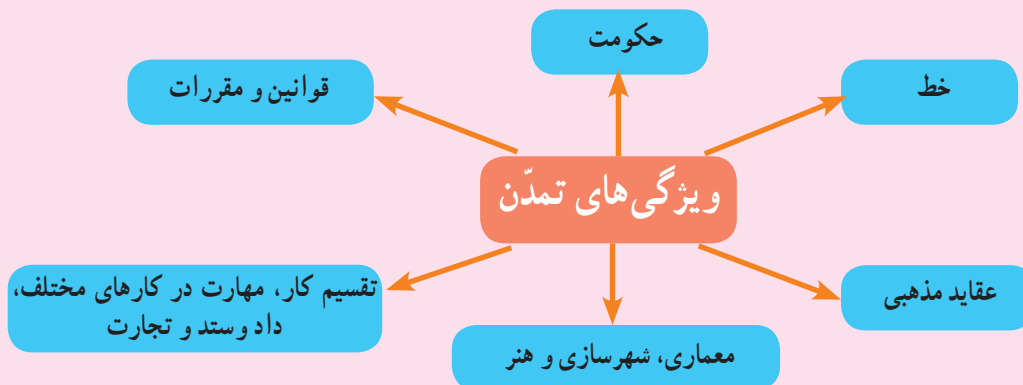 حکومت
خط
قوانین و مقررات
ویژگی‌های تمدّن
عقاید مذهبی
تقسیم کار، مهارت در کارهای مختلف،
داد و ستد و تجارت
معماری، شهرسازی و هنر